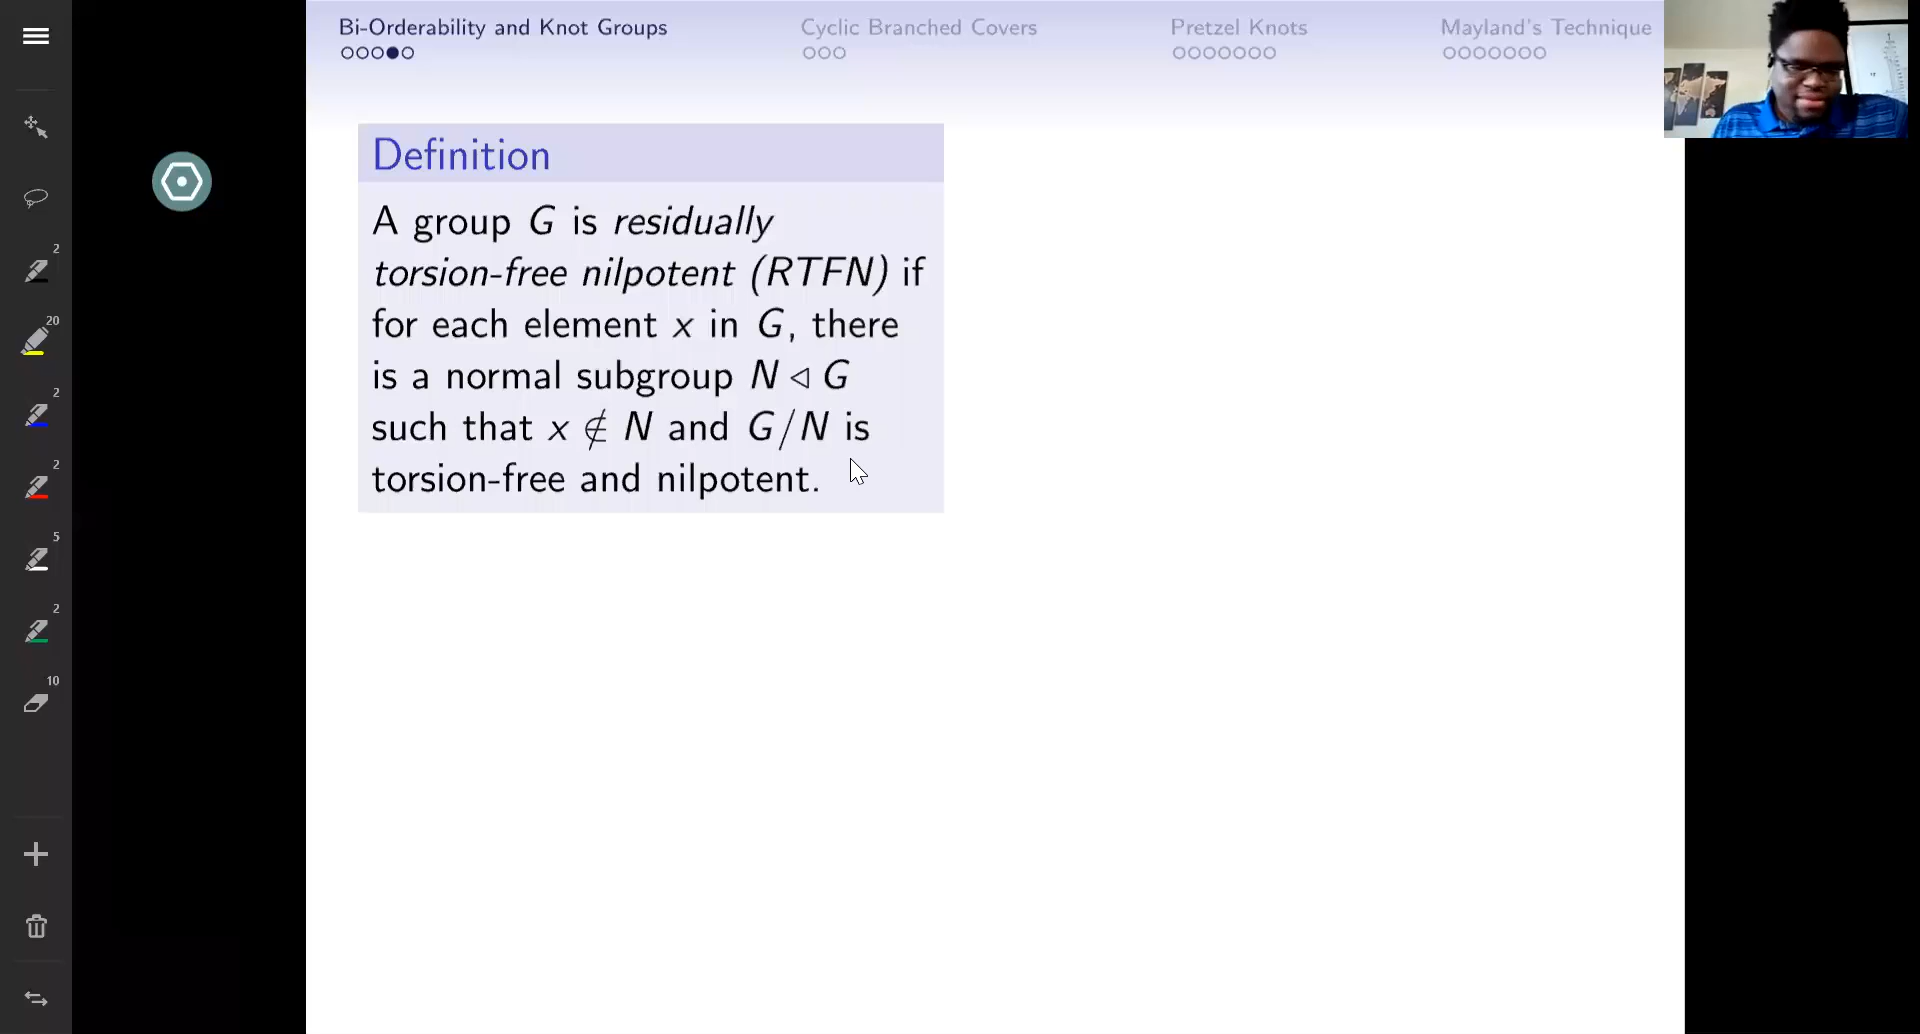 Bi-Orderability and Knot Groups
Cyclic Branched Covers
Pretzel Knots
Mayland's Technique
Definition
A group G is residually
torsion-free nilpotent (RTFN) if
for each element x in G, there
is a normal subgroup N ◁ G
such that x ∉ N and G/N is
torsion-free and nilpotent.
2
20
2
2
5
2
10